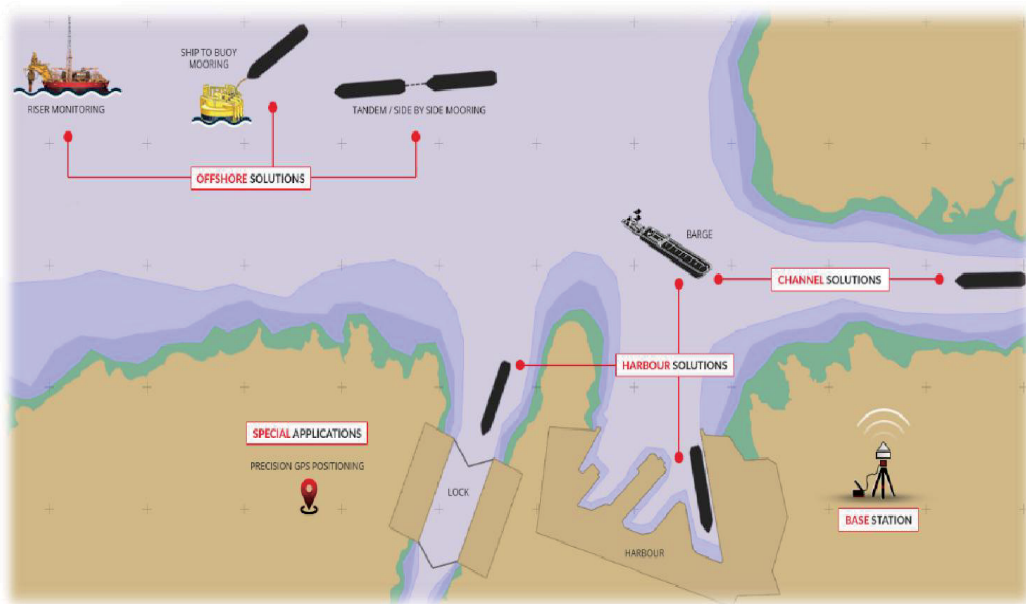 SHIP TO BUOY
MOORING
RISER MONITORING
TANDEM / SIDE BY SIDE MOORING
OFFSHORE SOLUTIONS
BARGE
CHANNEL SOLUTIONS
HARBOUR SOLUTIONS
SPECIAL APPLICATIONS
PRECISION GPS POSITIONING
LOCK
BASE STATION
HARBOUR